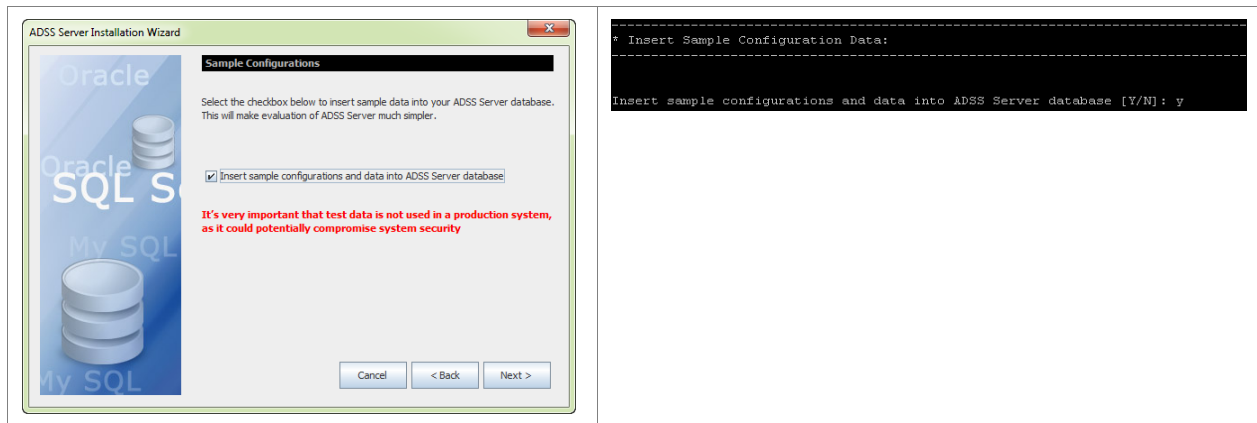 ADSS Server Installation Wizard
Oracle
Oracle
SQL S
My SQL
My SQL
Sample Configurations
Select the checkbox below to insert sample data into your ADSS Server database.
This will make evaluation of ADSS Server much simpler.
Insert sample configurations and data into ADSS Server database
It's very important that test data is not used in a production system,
as it could potentially compromise system security
Cancel
< Back
Next >
* Insert Sample Configuration Data:
Insert sample configurations and data into ADSS Server database [Y/N]: y